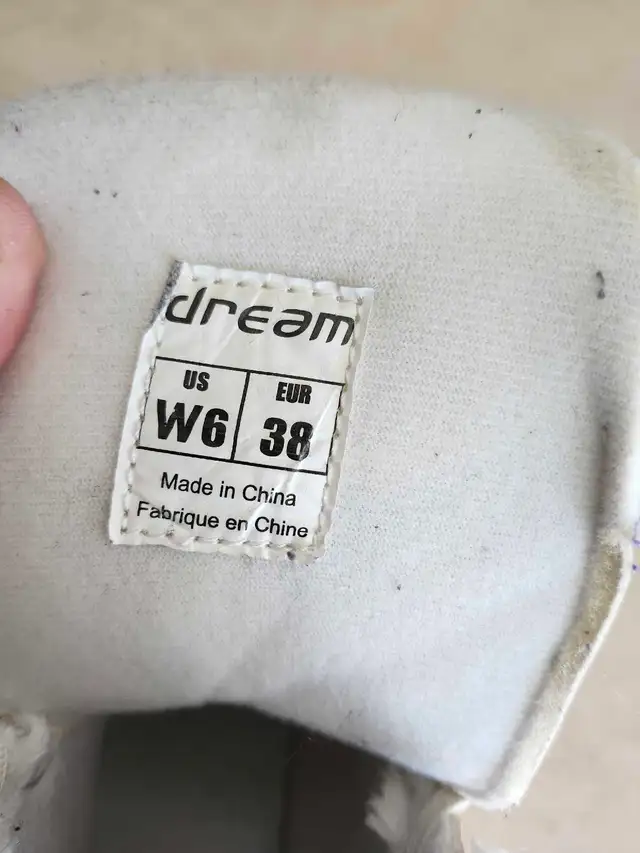 dream
US
EUR
W6
38
Made in China
Fabrique en Chine